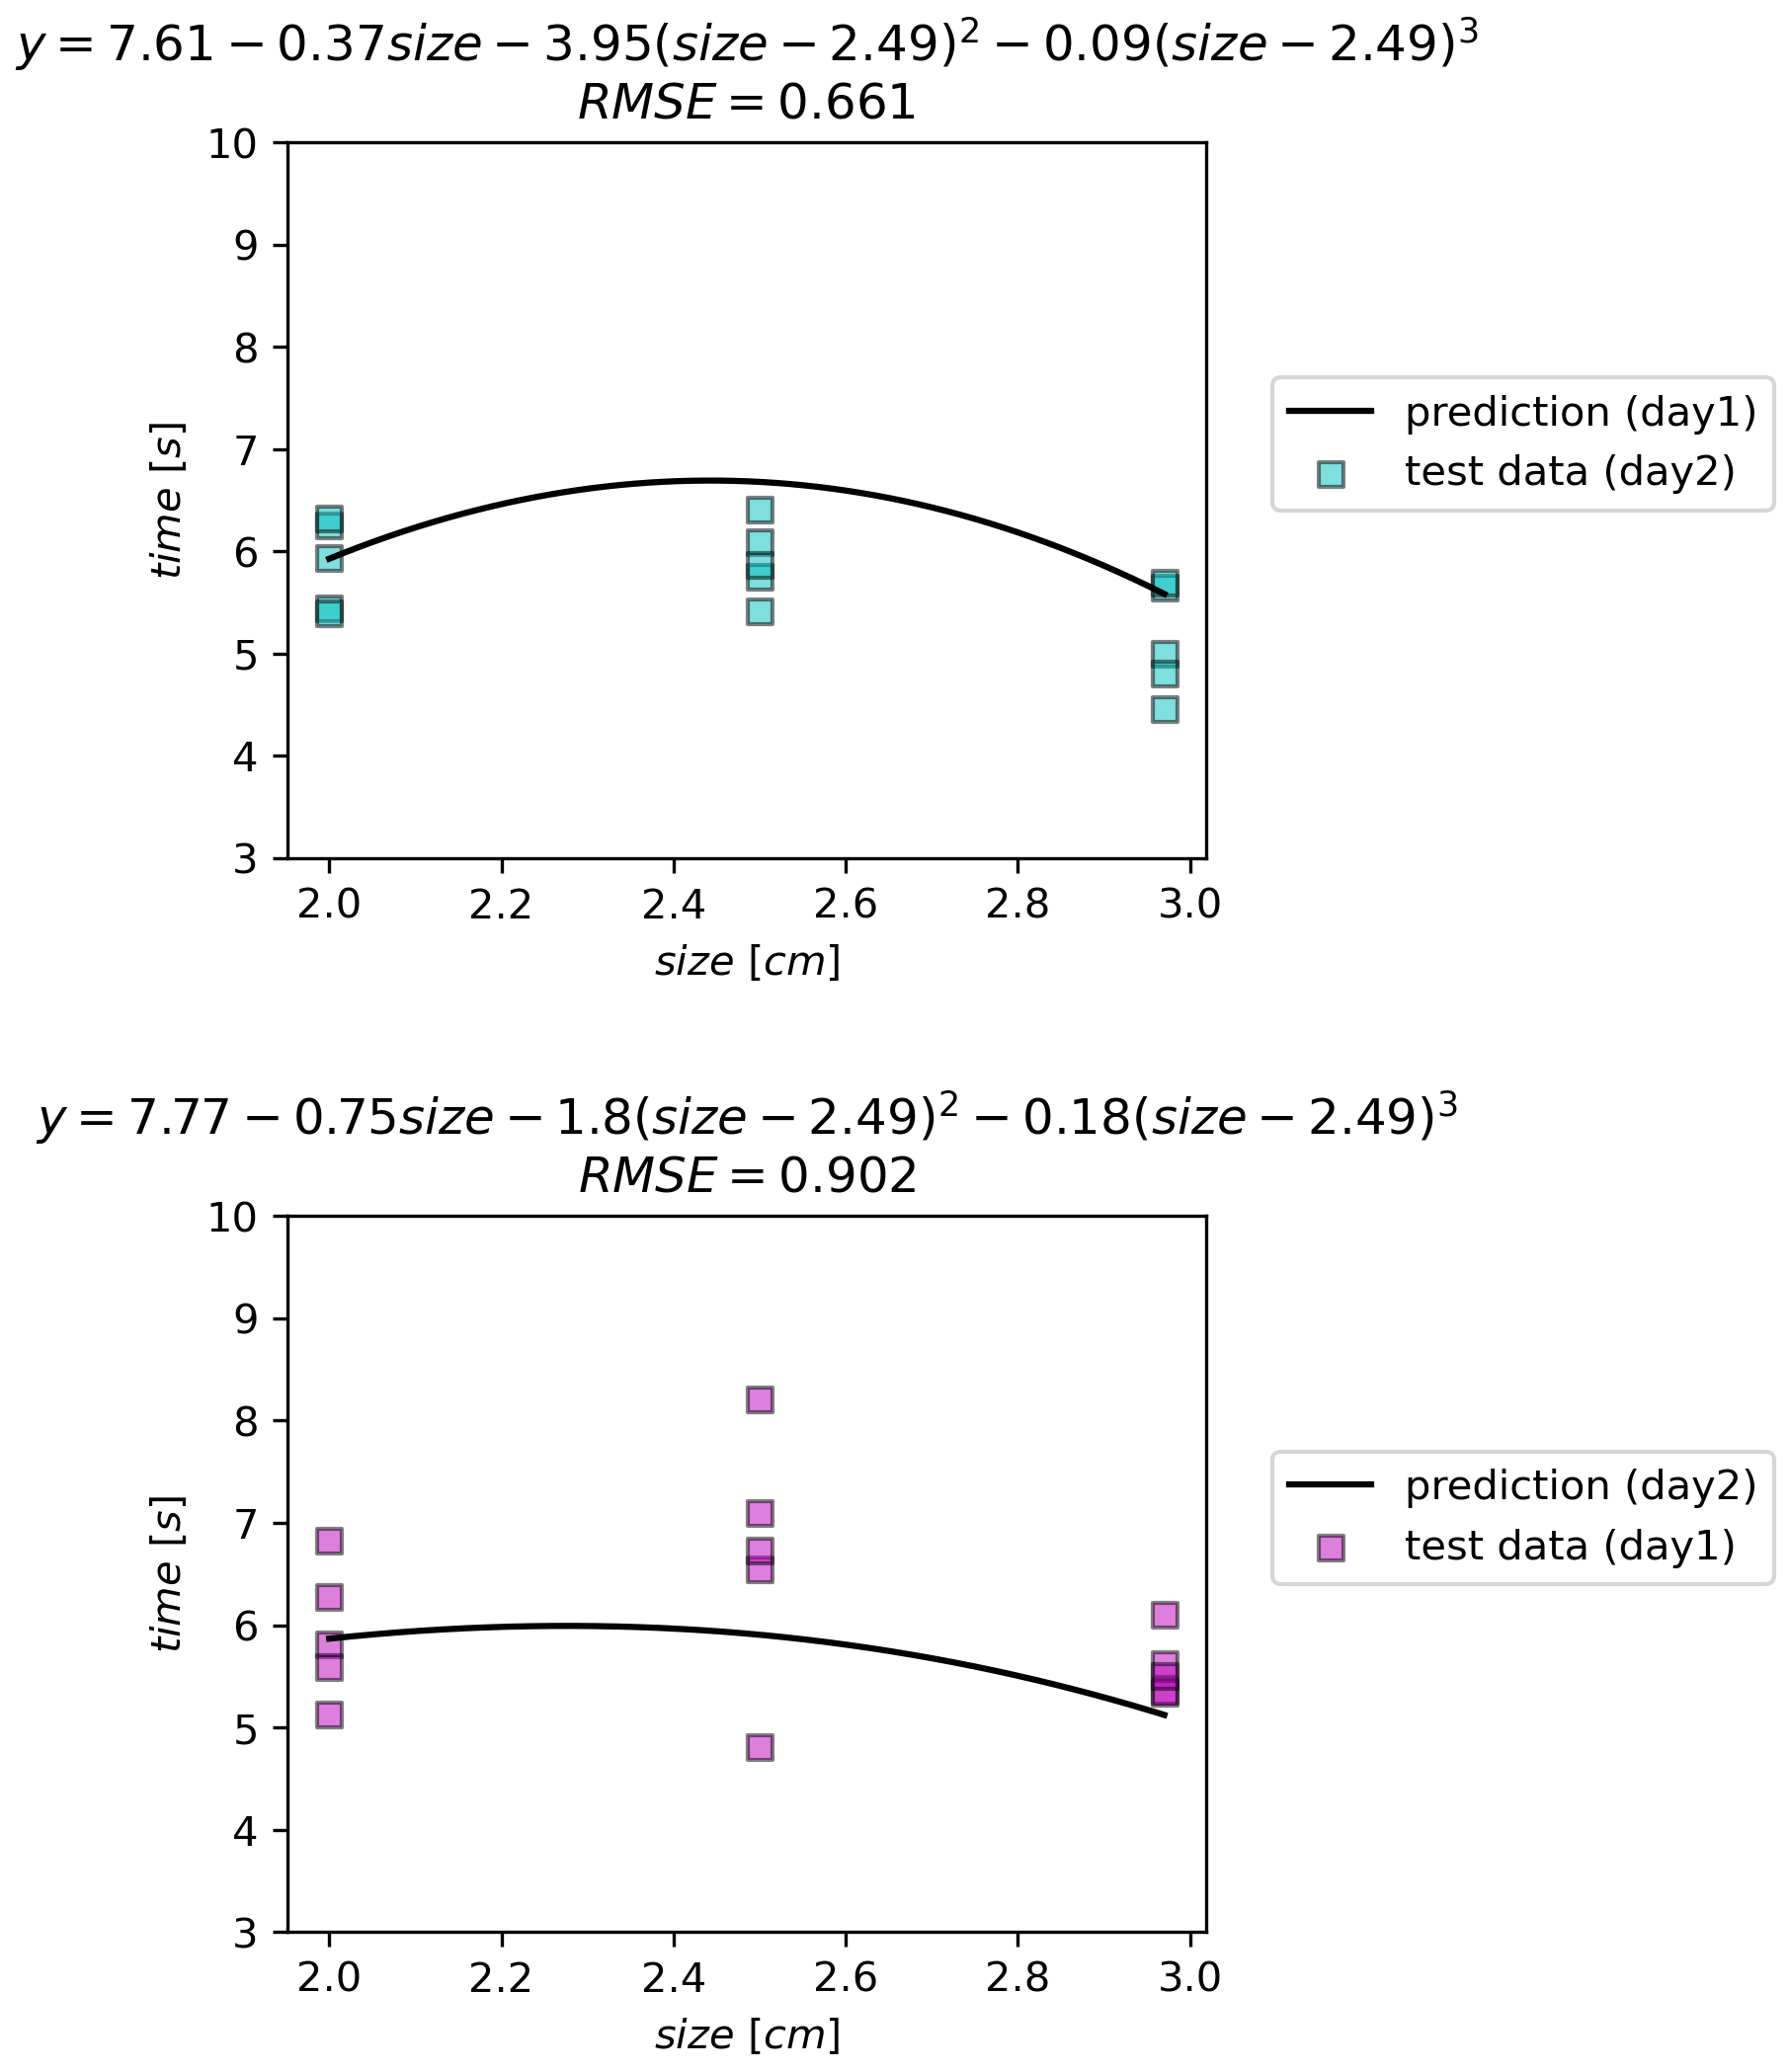 y = 7.61 − 0.37size − 3.95(size − 2.49)² − 0.09(size − 2.49)³
RMSE = 0.661
10
9
8
7
6
5
4
3
time [s]
2.0 2.2 2.4 2.6 2.8 3.0
size [cm]
prediction (day1)
test data (day2)
y = 7.77 − 0.75size − 1.8(size − 2.49)² − 0.18(size − 2.49)³
RMSE = 0.902
10
9
8
7
6
5
4
3
time [s]
2.0 2.2 2.4 2.6 2.8 3.0
size [cm]
prediction (day2)
test data (day1)